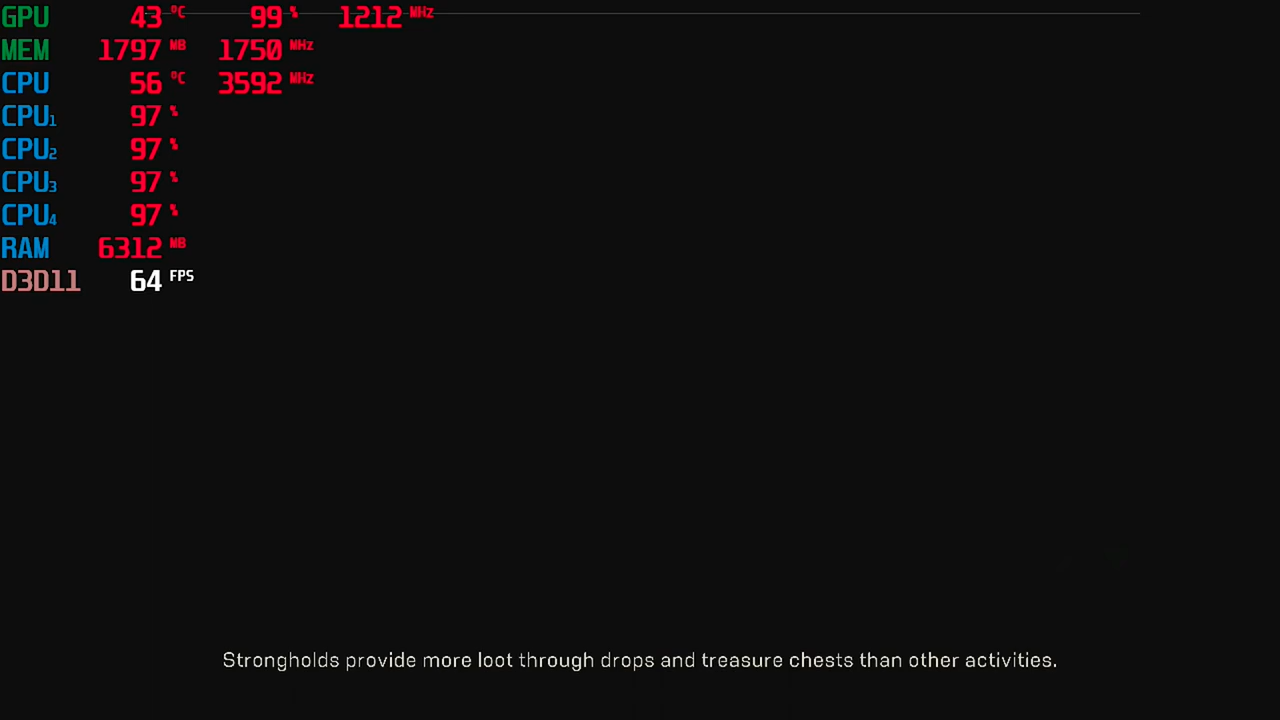 GPU 43 °C 99 % 1212 MHz
MEM 1797 MB 1750 MHz
CPU 56 °C 3592 MHz
CPU1 97 %
CPU2 97 %
CPU3 97 %
CPU4 97 %
RAM 6312 MB
D3D11 64 FPS
Strongholds provide more loot through drops and treasure chests than other activities.